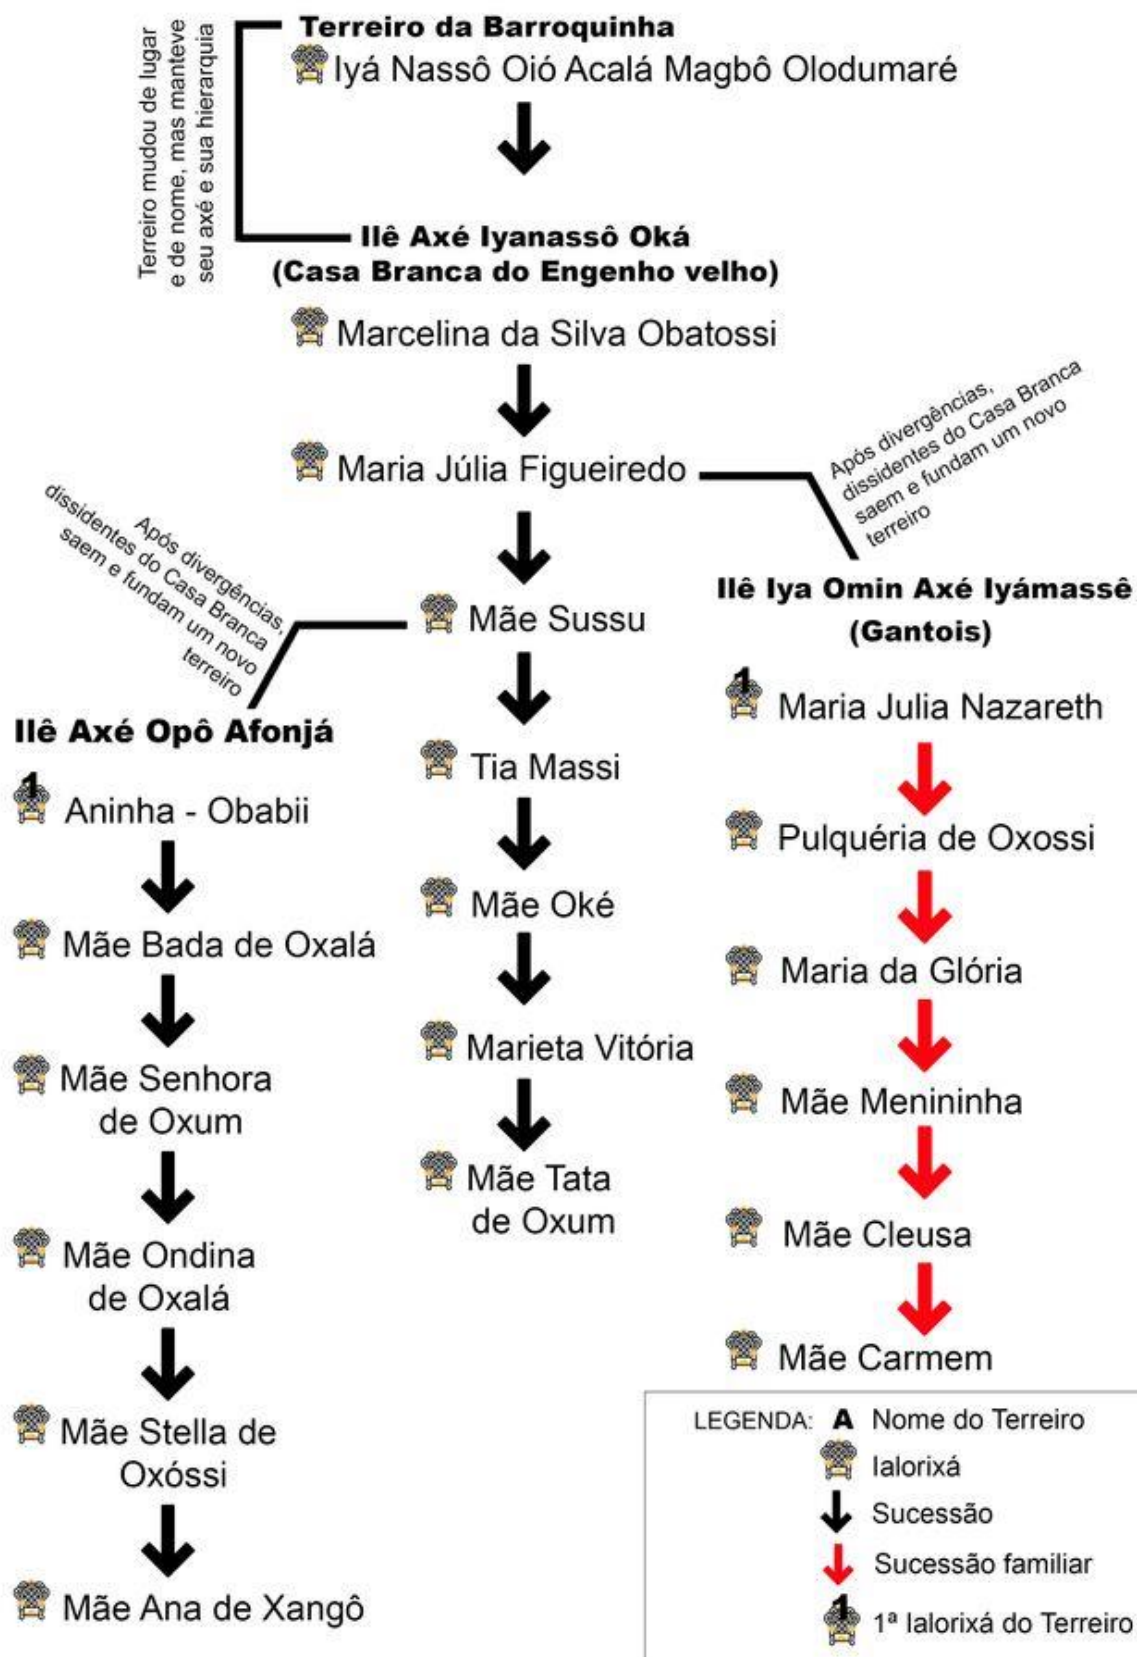 Terreiro da Barroquinha
Iyá Nassô Oió Acalá Magbô Olodumaré
Terreiro mudou de lugar
e de nome, mas manteve
seu axé e sua hierarquia
Ilê Axé Iyanassô Oká
(Casa Branca do Engenho velho)
Marcelina da Silva Obatossi
Maria Júlia Figueiredo
Após divergências,
dissidentes do Casa Branca
saem e fundam um novo
terreiro
Mãe Sussu
Tia Massi
Mãe Oké
Marieta Vitória
Mãe Tata
de Oxum
Após divergências,
dissidentes do Casa Branca
saem e fundam um novo
terreiro
Ilê Axé Opô Afonjá
1
Aninha - Obabii
Mãe Bada de Oxalá
Mãe Senhora
de Oxum
Mãe Ondina
de Oxalá
Mãe Stella de
Oxóssi
Mãe Ana de Xangô
Ilê Iya Omin Axé Iyámassê
(Gantois)
1
Maria Julia Nazareth
Pulquéria de Oxossi
Maria da Glória
Mãe Menininha
Mãe Cleusa
Mãe Carmem
LEGENDA: A Nome do Terreiro
Ialorixá
Sucessão
Sucessão familiar
1 1ª Ialorixá do Terreiro